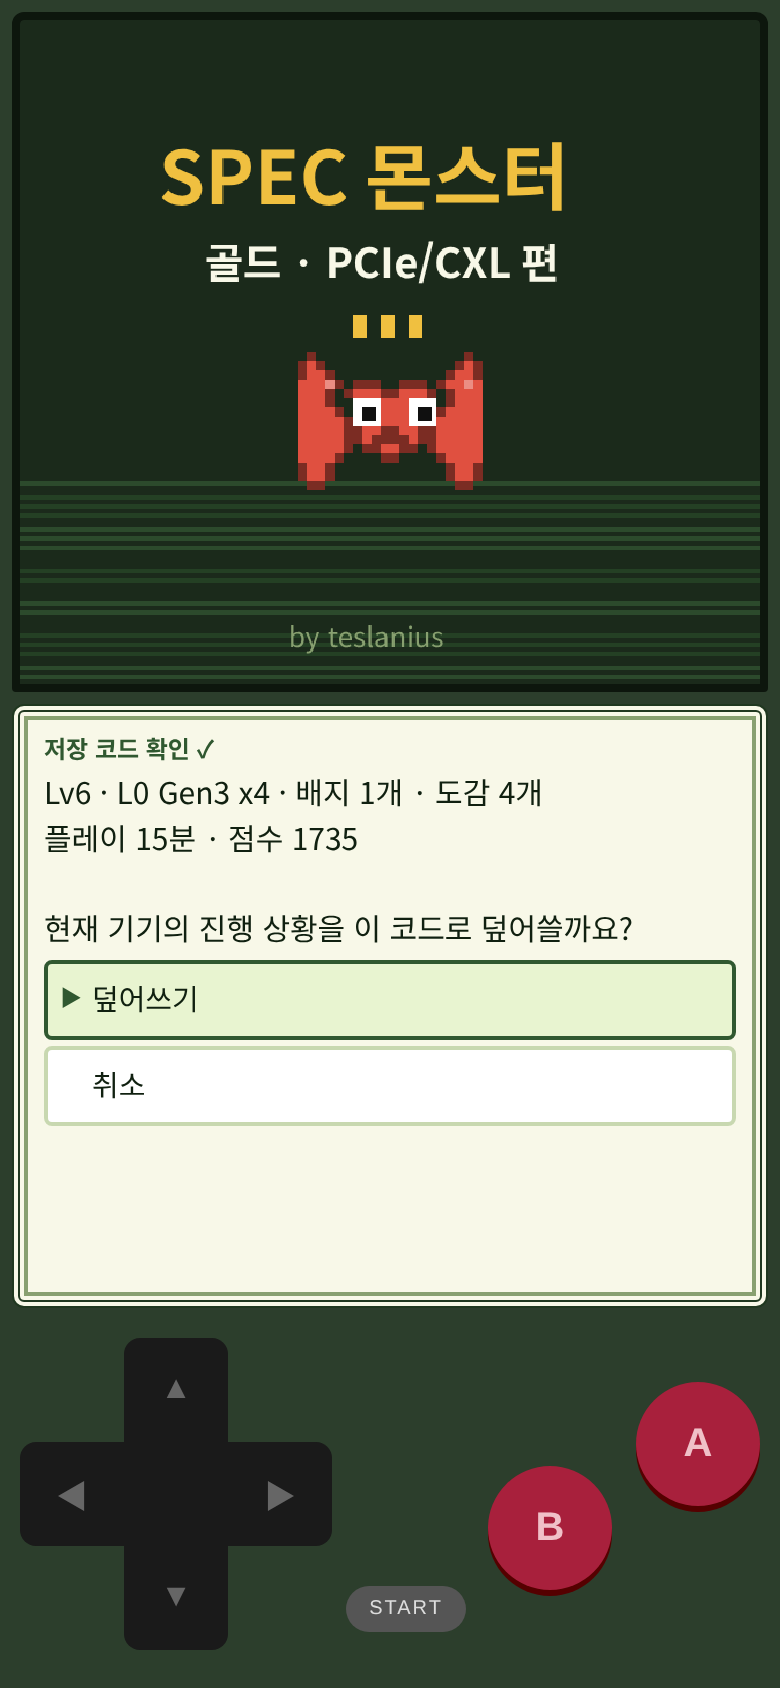 SPEC 몬스터
골드 · PCIe/CXL 편
by teslanius
저장 코드 확인 ✓
Lv6 · L0 Gen3 x4 · 배지 1개 · 도감 4개
플레이 15분 · 점수 1735
현재 기기의 진행 상황을 이 코드로 덮어쓸까요?
▶ 덮어쓰기
취소
▲
◀ ▶
▼
A
B
START